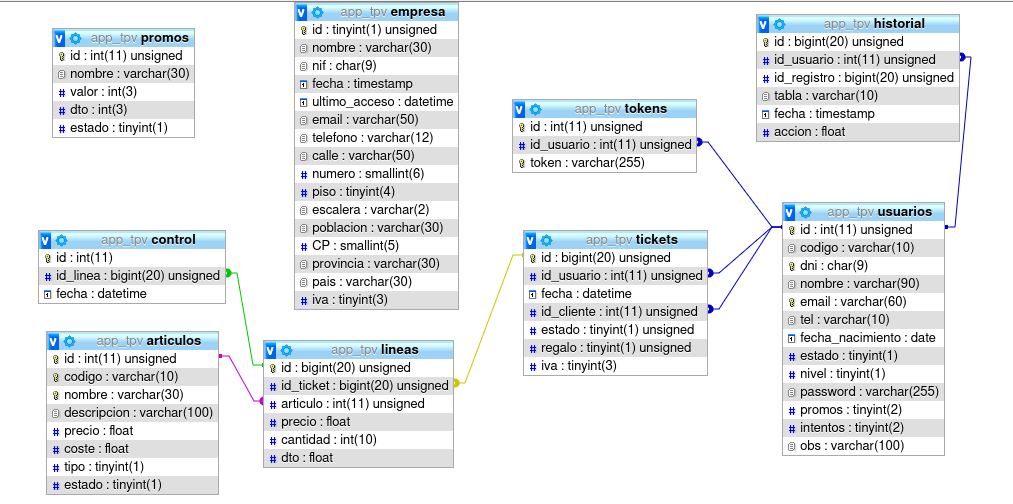 app_tpv promos
id : int(11) unsigned
nombre : varchar(30)
valor : int(3)
dto : int(3)
estado : tinyint(1)
app_tpv empresa
id : tinyint(1) unsigned
nombre : varchar(30)
nif : char(9)
fecha : timestamp
ultimo_acceso : datetime
email : varchar(50)
telefono : varchar(12)
calle : varchar(50)
numero : smallint(6)
piso : tinyint(4)
escalera : varchar(2)
poblacion : varchar(30)
CP : smallint(5)
provincia : varchar(30)
pais : varchar(30)
iva : tinyint(3)
app_tpv historial
id : bigint(20) unsigned
id_usuario : int(11) unsigned
id_registro : bigint(20) unsigned
tabla : varchar(10)
fecha : timestamp
accion : float
app_tpv tokens
id : int(11) unsigned
id_usuario : int(11) unsigned
token : varchar(255)
app_tpv control
id : int(11)
id_linea : bigint(20) unsigned
fecha : datetime
app_tpv tickets
id : bigint(20) unsigned
id_usuario : int(11) unsigned
fecha : datetime
id_cliente : int(11) unsigned
estado : tinyint(1) unsigned
regalo : tinyint(1) unsigned
iva : tinyint(3)
app_tpv usuarios
id : int(11) unsigned
codigo : varchar(10)
dni : char(9)
nombre : varchar(90)
email : varchar(60)
tel : varchar(10)
fecha_nacimiento : date
estado : tinyint(1)
nivel : tinyint(1)
password : varchar(255)
promos : tinyint(2)
intentos : tinyint(2)
obs : varchar(100)
app_tpv articulos
id : int(11) unsigned
codigo : varchar(10)
nombre : varchar(30)
descripcion : varchar(100)
precio : float
coste : float
tipo : tinyint(1)
estado : tinyint(1)
app_tpv lineas
id : bigint(20) unsigned
id_ticket : bigint(20) unsigned
articulo : int(11) unsigned
precio : float
cantidad : int(10)
dto : float